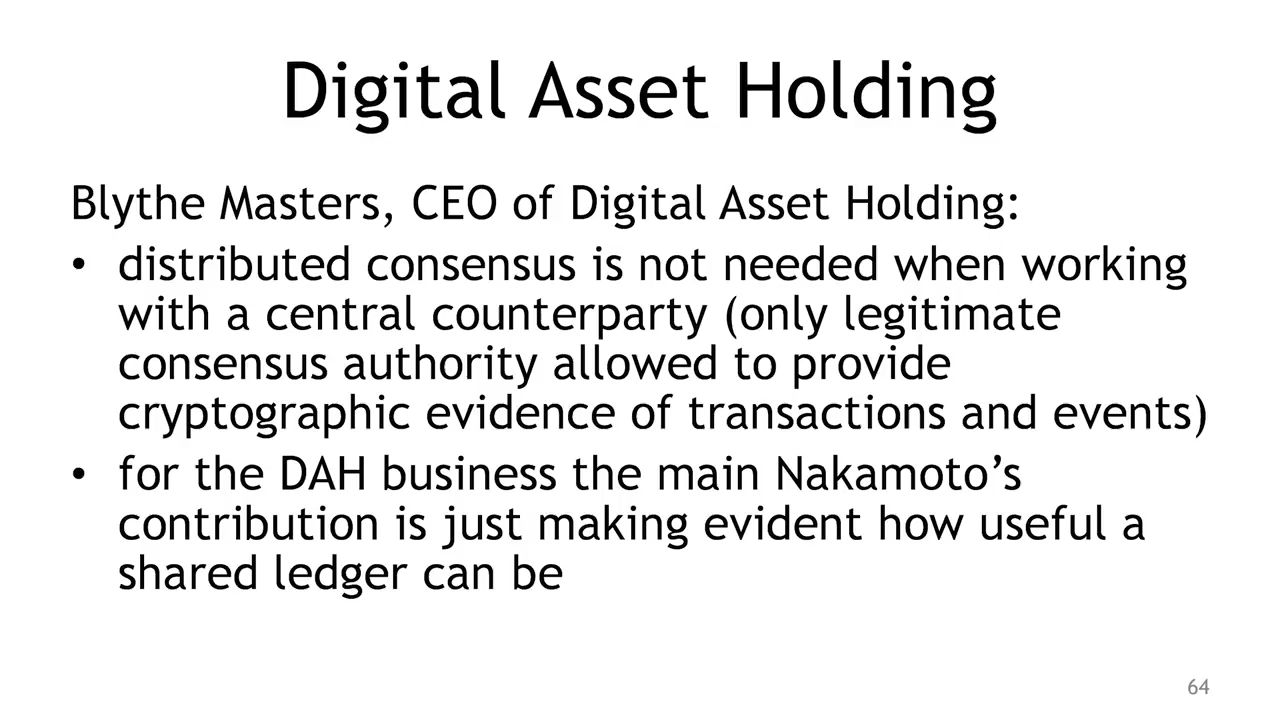 Digital Asset Holding
Blythe Masters, CEO of Digital Asset Holding:
• distributed consensus is not needed when working
with a central counterparty (only legitimate
consensus authority allowed to provide
cryptographic evidence of transactions and events)
• for the DAH business the main Nakamoto’s
contribution is just making evident how useful a
shared ledger can be
64